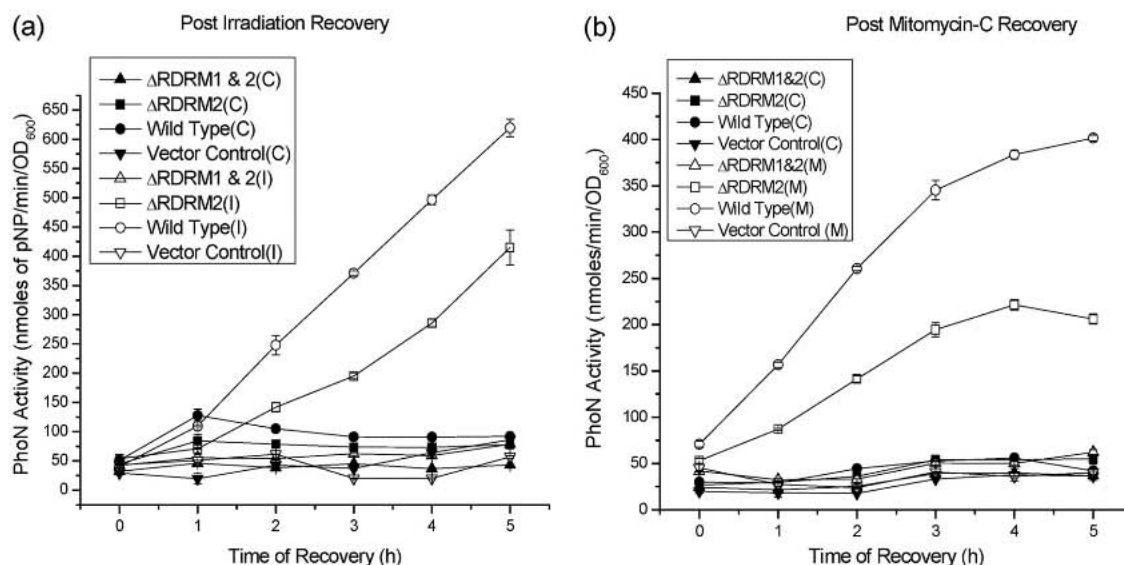 (a)
Post Irradiation Recovery
ΔRDRM1 & 2(C)
ΔRDRM2(C)
Wild Type(C)
Vector Control(C)
ΔRDRM1 & 2(I)
ΔRDRM2(I)
Wild Type(I)
Vector Control(I)
PhoN Activity (nmoles of pNP/min/OD₆₀₀)
650
600
550
500
450
400
350
300
250
200
150
100
50
0
0 1 2 3 4 5
Time of Recovery (h)
(b)
Post Mitomycin-C Recovery
ΔRDRM1&2(C)
ΔRDRM2(C)
Wild Type(C)
Vector Control(C)
ΔRDRM1&2(M)
ΔRDRM2(M)
Wild Type(M)
Vector Control (M)
PhoN Activity (nmoles/min/OD₆₀₀)
450
400
350
300
250
200
150
100
50
0
0 1 2 3 4 5
Time of Recovery (h)